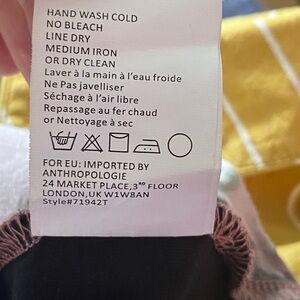 HAND WASH COLD
NO BLEACH
LINE DRY
MEDIUM IRON
OR DRY CLEAN
Laver à la main à l'eau froide
Ne Pas javelliser
Séchage à l'air libre
Repassage au fer chaud
or Nettoyage à sec
FOR EU: IMPORTED BY
ANTHROPOLOGIE
24 MARKET PLACE,3RD FLOOR
LONDON,UK W1W8AN
Style#71942T